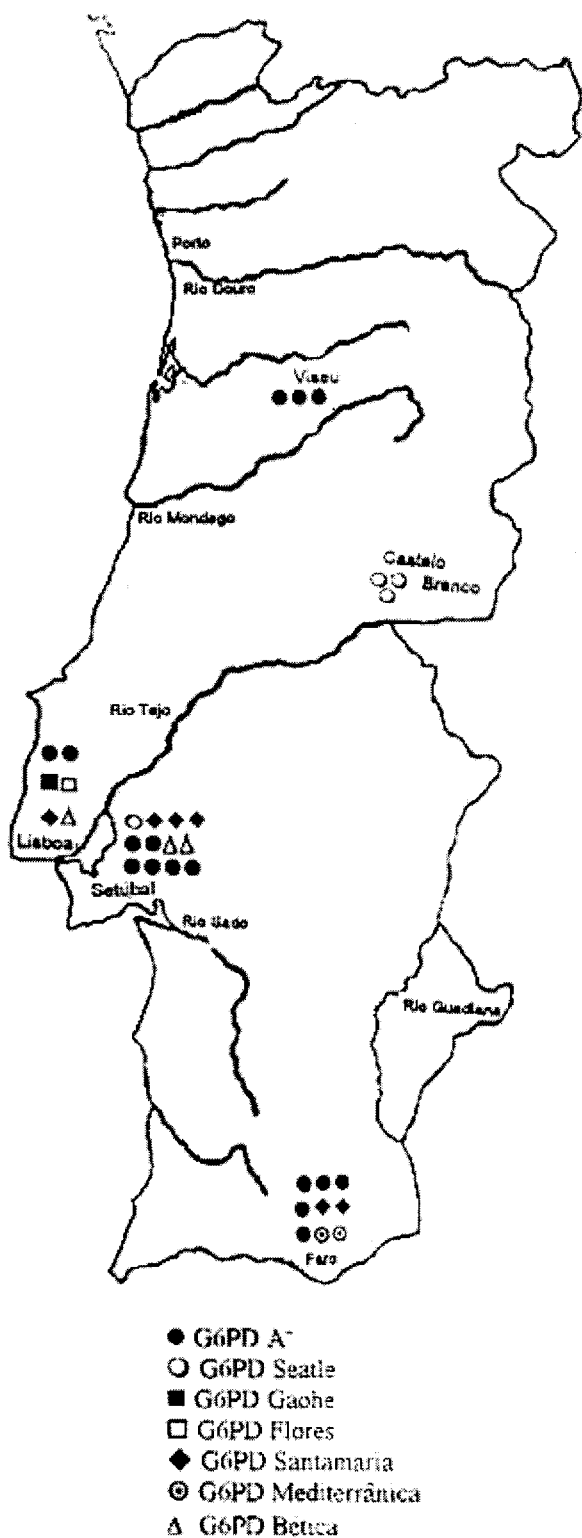 Porto
Rio Douro
Viseu
Rio Mondego
Castelo
Branco
Rio Tejo
Lisboa
Setúbal
Rio Sado
Rio Guadiana
Faro
G6PD A⁻
G6PD Seatle
G6PD Gaohe
G6PD Flores
G6PD Santamaria
G6PD Mediterrânica
G6PD Betica